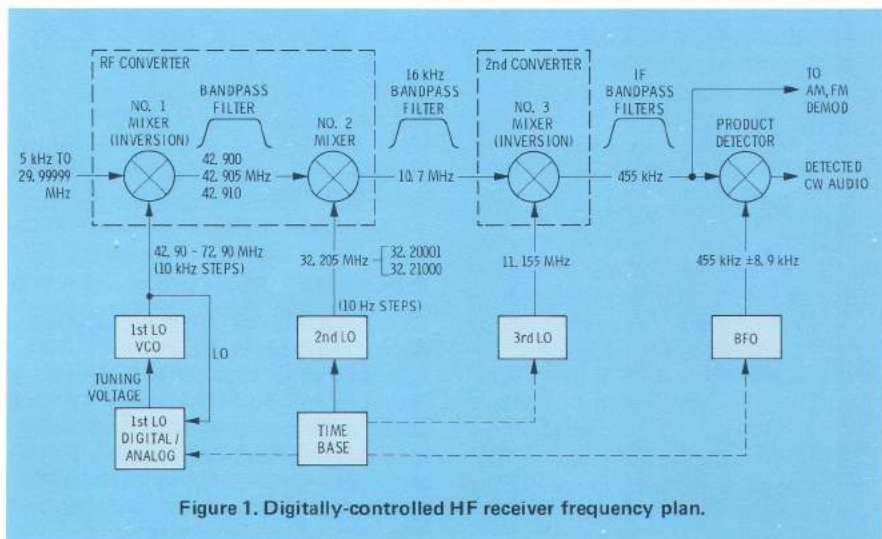 RF CONVERTER
NO. 1
MIXER
(INVERSION)
BANDPASS
FILTER
NO. 2
MIXER
16 kHz
BANDPASS
FILTER
2nd CONVERTER
NO. 3
MIXER
(INVERSION)
IF
BANDPASS
FILTERS
TO
AM, FM
DEMOD
PRODUCT
DETECTOR
5 kHz TO
29.99999
MHz
42.900
42.905 MHz
42.910
10.7 MHz
455 kHz
DETECTED
CW AUDIO
42.90 - 72.90 MHz
(10 kHz STEPS)
32.205 MHz
32.20001
32.21000
(10 Hz STEPS)
11.155 MHz
455 kHz ±8.9 kHz
1st LO
VCO
LO
2nd LO
3rd LO
BFO
TUNING
VOLTAGE
1st LO
DIGITAL/
ANALOG
TIME
BASE
Figure 1. Digitally-controlled HF receiver frequency plan.